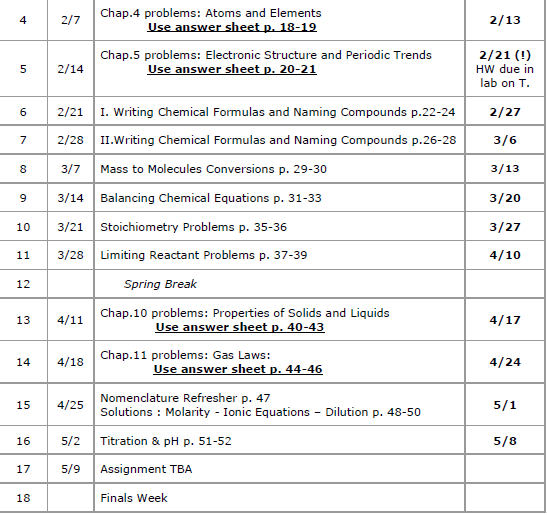 4 2/7 Chap.4 problems: Atoms and Elements 2/13
Use answer sheet p. 18-19
5 2/14 Chap.5 problems: Electronic Structure and Periodic Trends 2/21 (!)
Use answer sheet p. 20-21 HW due in
lab on T.
6 2/21 I. Writing Chemical Formulas and Naming Compounds p.22-24 2/27
7 2/28 II.Writing Chemical Formulas and Naming Compounds p.26-28 3/6
8 3/7 Mass to Molecules Conversions p. 29-30 3/13
9 3/14 Balancing Chemical Equations p. 31-33 3/20
10 3/21 Stoichiometry Problems p. 35-36 3/27
11 3/28 Limiting Reactant Problems p. 37-39 4/10
12 Spring Break
13 4/11 Chap.10 problems: Properties of Solids and Liquids 4/17
Use answer sheet p. 40-43
14 4/18 Chap.11 problems: Gas Laws: 4/24
Use answer sheet p. 44-46
15 4/25 Nomenclature Refresher p. 47 5/1
Solutions : Molarity - Ionic Equations – Dilution p. 48-50
16 5/2 Titration & pH p. 51-52 5/8
17 5/9 Assignment TBA
18 Finals Week